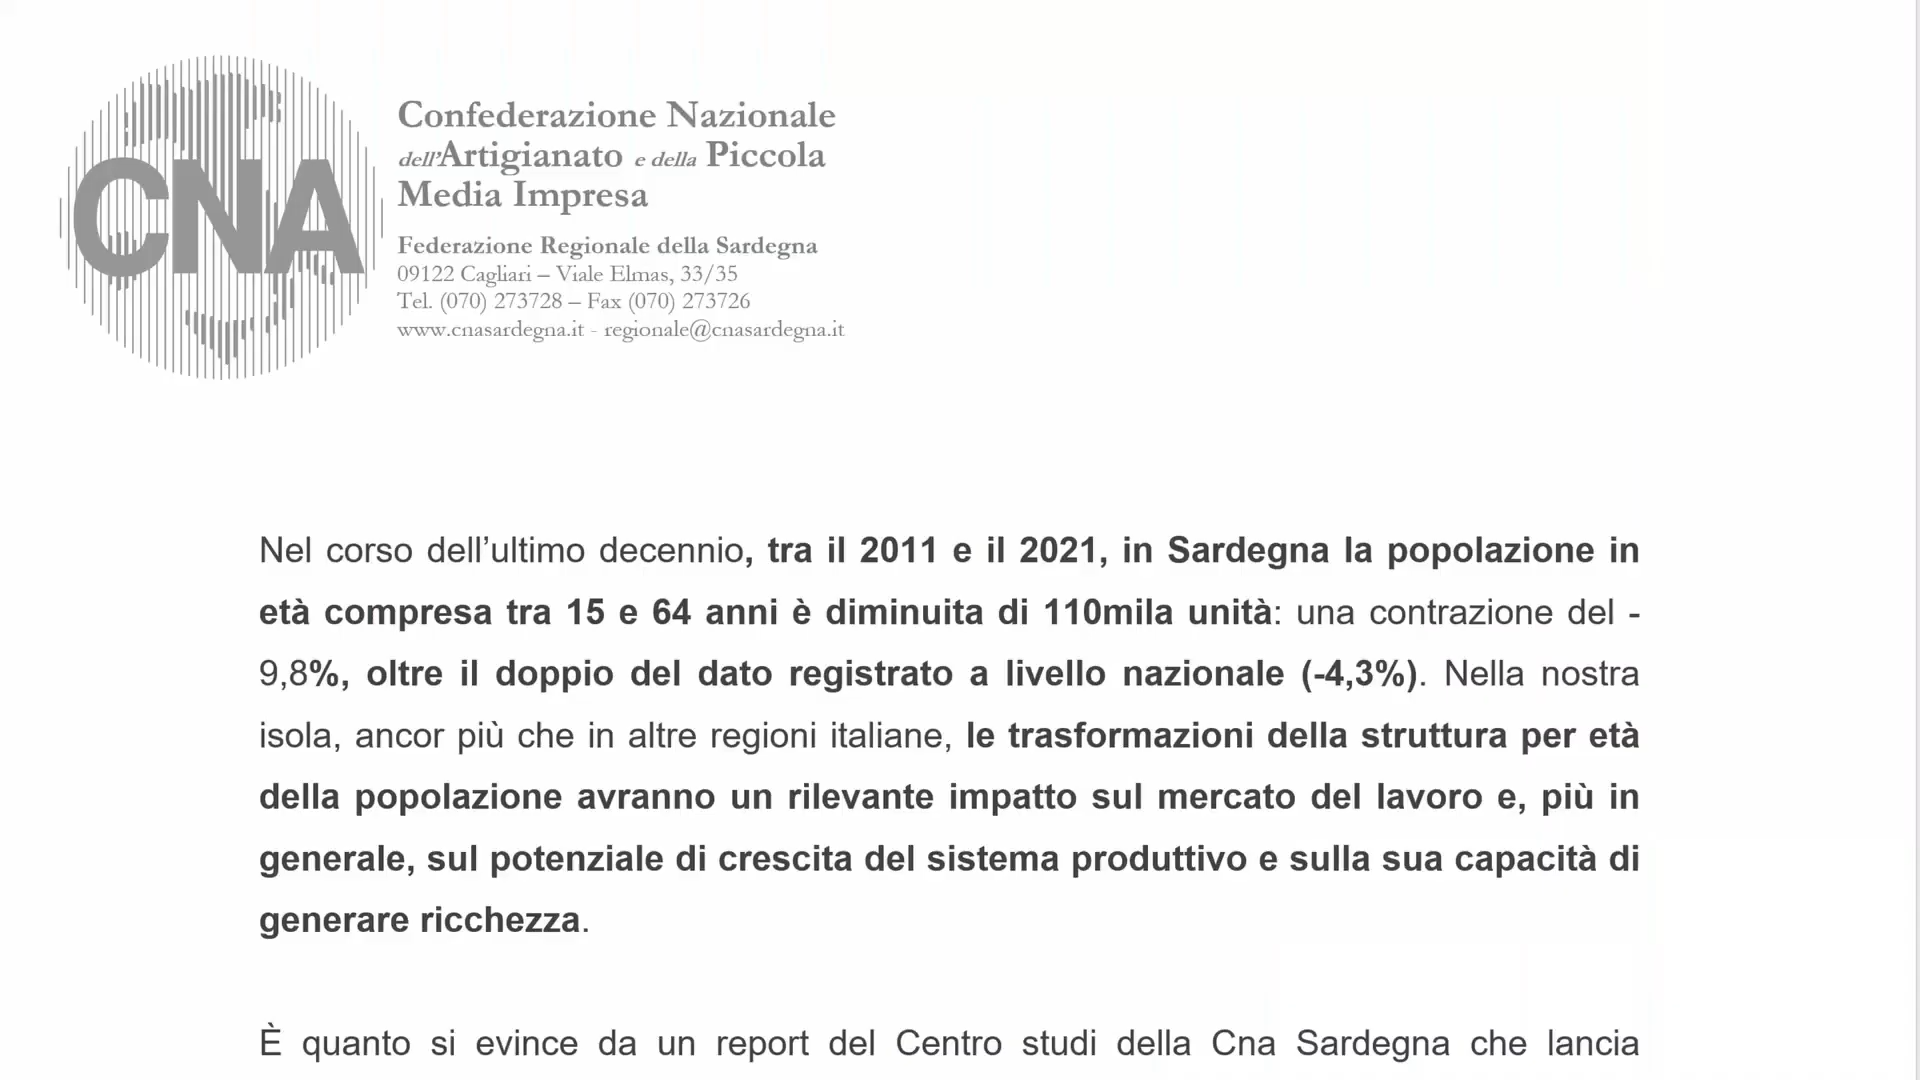 CNA
Confederazione Nazionale
dell'Artigianato e della Piccola
Media Impresa
Federazione Regionale della Sardegna
09122 Cagliari – Viale Elmas, 33/35
Tel. (070) 273728 – Fax (070) 273726
www.cnasardegna.it - regionale@cnasardegna.it
Nel corso dell’ultimo decennio, tra il 2011 e il 2021, in Sardegna la popolazione in
età compresa tra 15 e 64 anni è diminuita di 110mila unità: una contrazione del -
9,8%, oltre il doppio del dato registrato a livello nazionale (-4,3%). Nella nostra
isola, ancor più che in altre regioni italiane, le trasformazioni della struttura per età
della popolazione avranno un rilevante impatto sul mercato del lavoro e, più in
generale, sul potenziale di crescita del sistema produttivo e sulla sua capacità di
generare ricchezza.
È quanto si evince da un report del Centro studi della Cna Sardegna che lancia